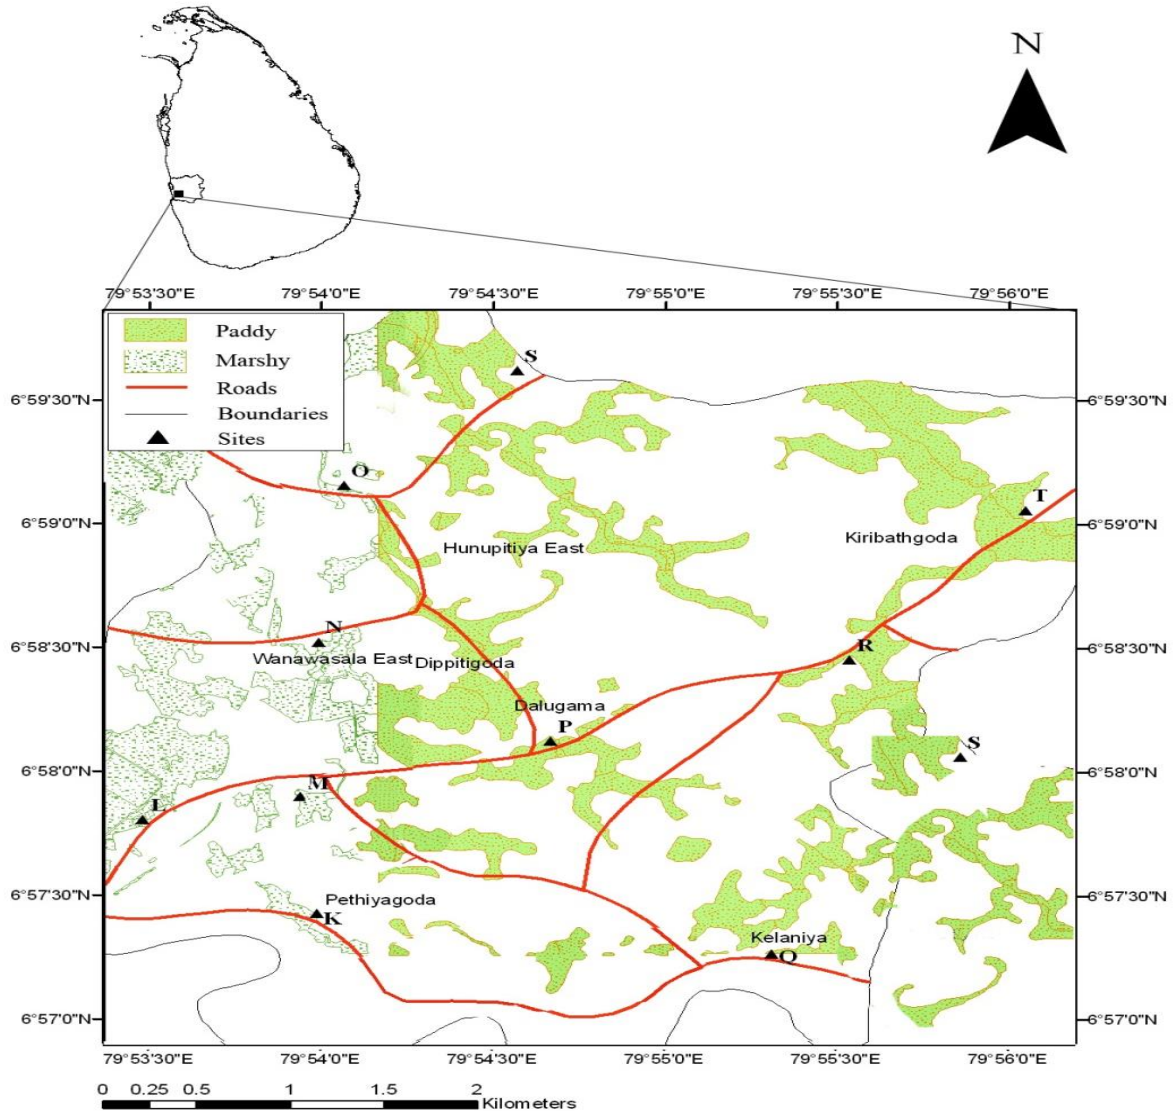 N
79°53'30"E 79°54'0"E 79°54'30"E 79°55'0"E 79°55'30"E 79°56'0"E
Paddy
Marshy
Roads
Boundaries
Sites
S
6°59'30"N 6°59'30"N
O
T
6°59'0"N 6°59'0"N
Kiribathgoda
Hunupitiya East
N
6°58'30"N 6°58'30"N
R
Wanawasala East Dippitigoda
Dalugama
P
S
6°58'0"N 6°58'0"N
M
L
6°57'30"N 6°57'30"N
Pethiyagoda
K
Kelaniya
Q
6°57'0"N 6°57'0"N
79°53'30"E 79°54'0"E 79°54'30"E 79°55'0"E 79°55'30"E 79°56'0"E
0 0.25 0.5 1 1.5 2
Kilometers